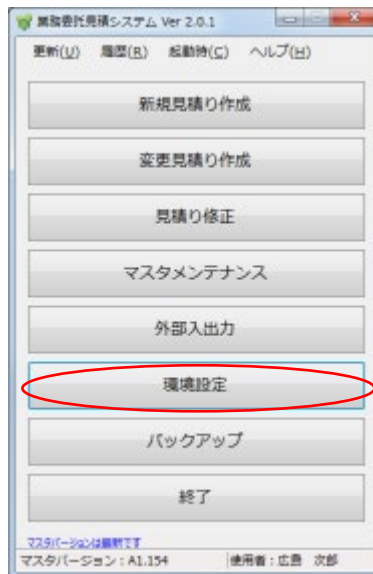 業務委託見積システム Ver 2.0.1
更新(U) 履歴(R) 起動時(C) ヘルプ(H)
新規見積り作成
変更見積り作成
見積り修正
マスタメンテナンス
外部入出力
環境設定
バックアップ
終了
マスタバージョンは最新です
マスタバージョン：A1.154 使用者：広島 次郎